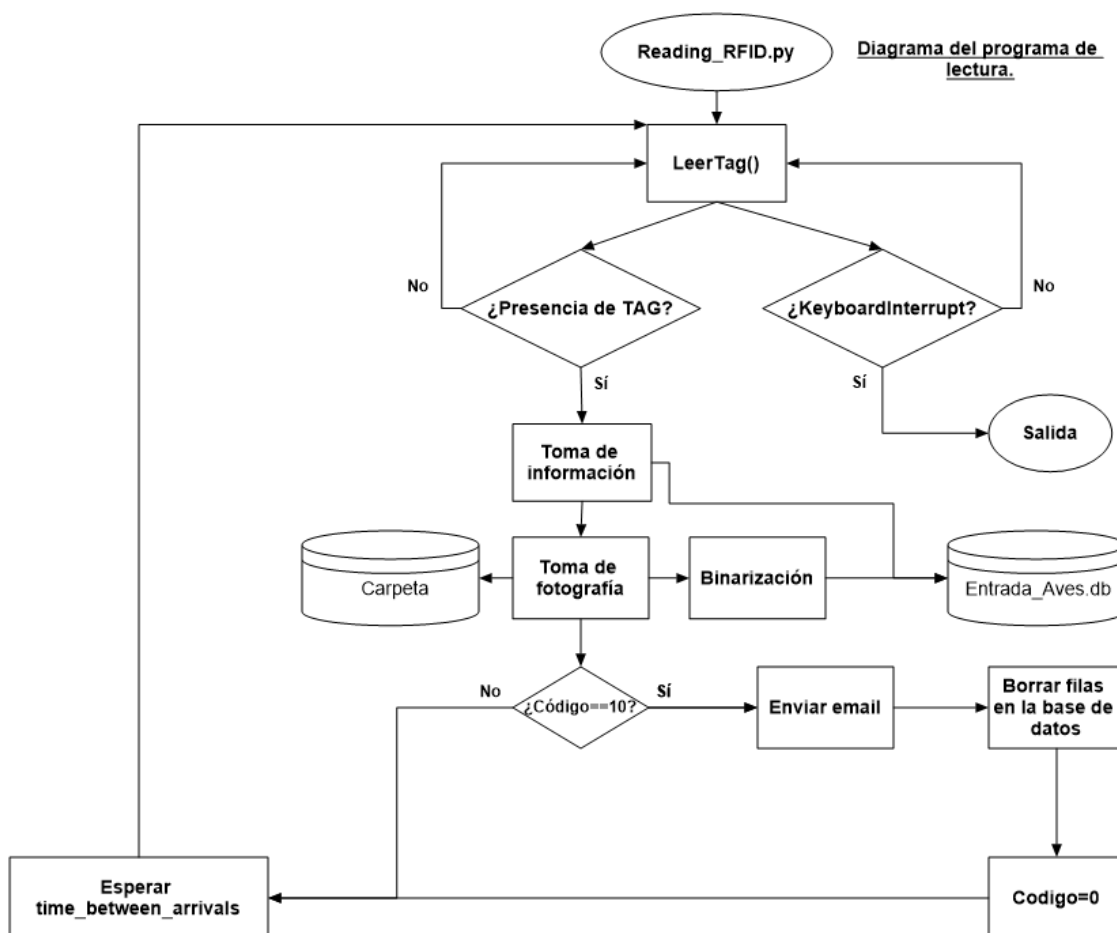 Reading_RFID.py
Diagrama del programa de
lectura.
LeerTag()
No
¿Presencia de TAG?
¿KeyboardInterrupt?
No
Sí
Sí
Toma de
información
Salida
Carpeta
Toma de
fotografía
Binarización
Entrada_Aves.db
No
¿Código==10?
Sí
Enviar email
Borrar filas
en la base de
datos
Esperar
time_between_arrivals
Codigo=0